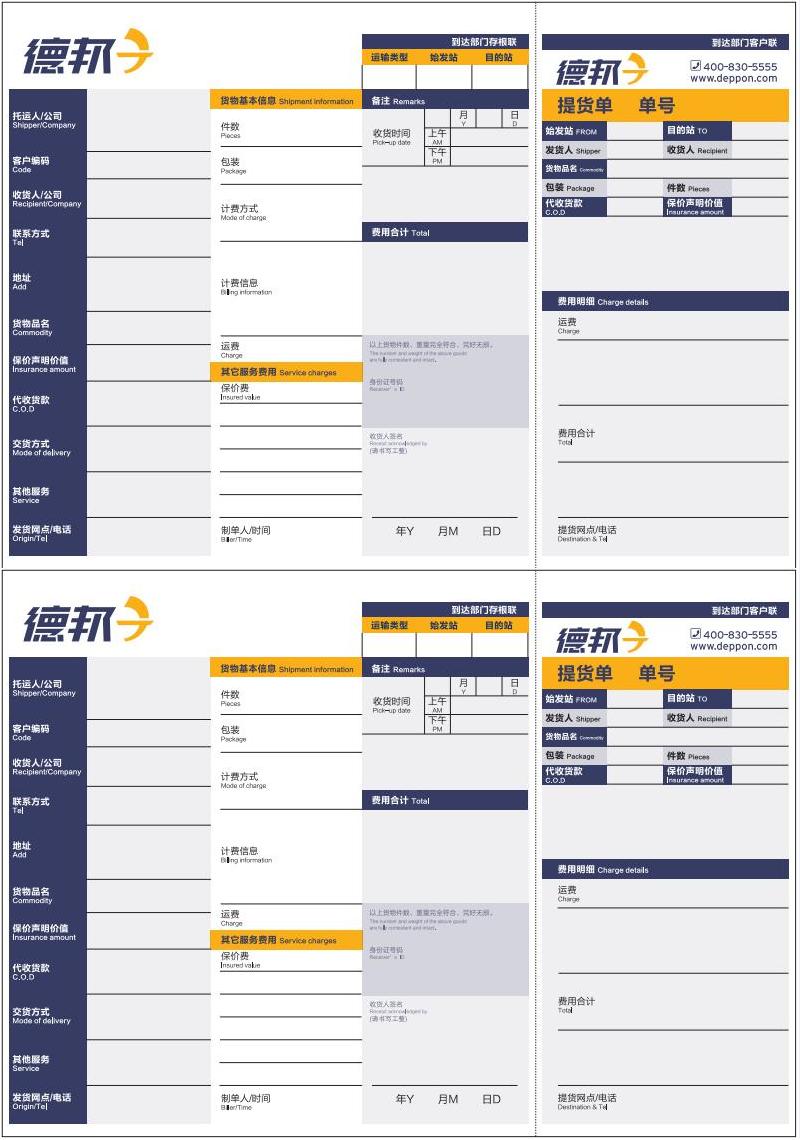 德邦
到达部门存根联
运输类型 始发站 目的站
托运人/公司
Shipper/Company
客户编码
Code
收货人/公司
Recipient/Company
联系方式
Tel
地址
Add
货物品名
Commodity
保价声明价值
Insurance amount
代收货款
C.O.D
交货方式
Mode of delivery
其他服务
Service
发货网点/电话
Origin/Tel
货物基本信息 Shipment information
件数
Pieces
包装
Package
计费方式
Mode of charge
计费信息
Billing information
运费
Charge
其它服务费用 Service charges
保价费
Insured value
制单人/时间
Biller/Time
备注 Remarks
收货时间
Pick-up date
月
Y
日
D
上午
AM
下午
PM
费用合计 Total
以上货物件数、重量完全符合、完好无损。
The number and weight of the above goods
are fully consistent and intact.
身份证号码
Receiver's ID
收货人签名
Receipt acknowledged by
(请书写工整)
年Y 月M 日D
到达部门客户联
德邦
400-830-5555
www.deppon.com
提货单 单号
始发站 FROM 目的站 TO
发货人 Shipper 收货人 Recipient
货物品名 Commodity
包装 Package 件数 Pieces
代收货款
C.O.D
保价声明价值
Insurance amount
费用明细 Charge details
运费
Charge
费用合计
Total
提货网点/电话
Destination & Tel
德邦
到达部门存根联
运输类型 始发站 目的站
托运人/公司
Shipper/Company
客户编码
Code
收货人/公司
Recipient/Company
联系方式
Tel
地址
Add
货物品名
Commodity
保价声明价值
Insurance amount
代收货款
C.O.D
交货方式
Mode of delivery
其他服务
Service
发货网点/电话
Origin/Tel
货物基本信息 Shipment information
件数
Pieces
包装
Package
计费方式
Mode of charge
计费信息
Billing information
运费
Charge
其它服务费用 Service charges
保价费
Insured value
制单人/时间
Biller/Time
备注 Remarks
收货时间
Pick-up date
月
Y
日
D
上午
AM
下午
PM
费用合计 Total
以上货物件数、重量完全符合、完好无损。
The number and weight of the above goods
are fully consistent and intact.
身份证号码
Receiver's ID
收货人签名
Receipt acknowledged by
(请书写工整)
年Y 月M 日D
到达部门客户联
德邦
400-830-5555
www.deppon.com
提货单 单号
始发站 FROM 目的站 TO
发货人 Shipper 收货人 Recipient
货物品名 Commodity
包装 Package 件数 Pieces
代收货款
C.O.D
保价声明价值
Insurance amount
费用明细 Charge details
运费
Charge
费用合计
Total
提货网点/电话
Destination & Tel